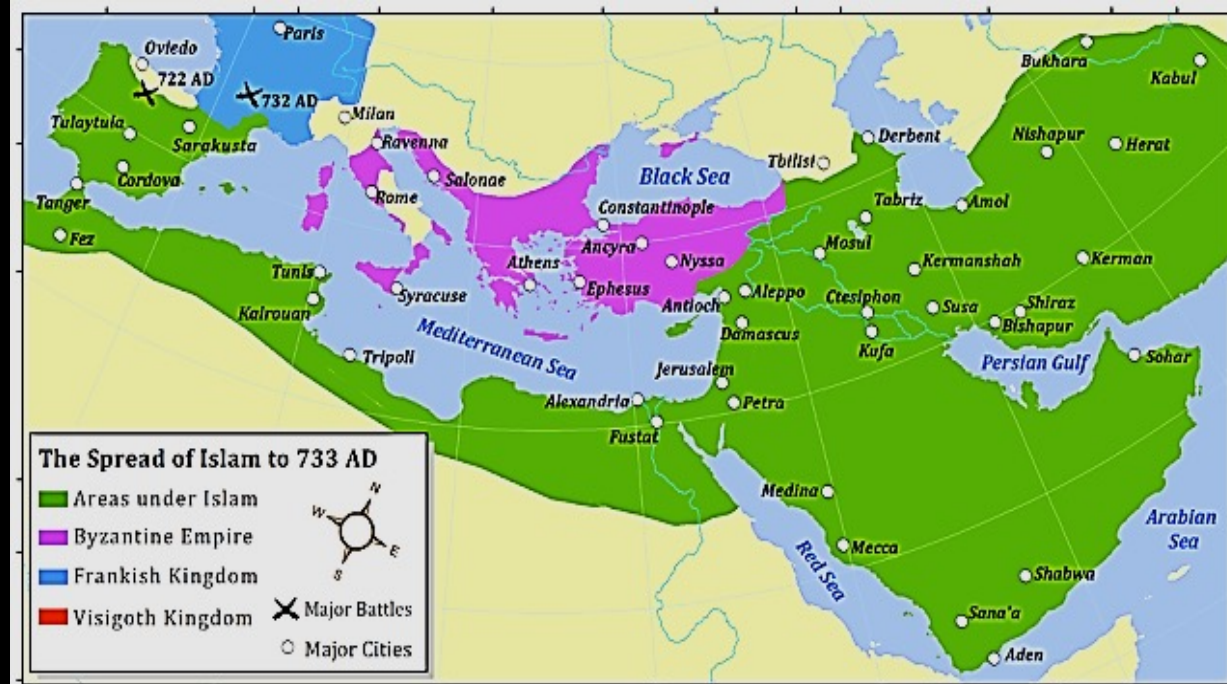 Paris
Oviedo
722 AD
732 AD
Bukhara
Kabul
Milan
Tulaytula
Sarakusta
Ravenna
Derbent
Nishapur
Herat
Tbilisi
Black Sea
Salonae
Cordova
Rome
Tanger
Constantinople
Tabriz
Amol
Fez
Ancyra
Mosul
Nyssa
Kermanshah
Kerman
Tunis
Athens
Syracuse
Ephesus
Antioch
Aleppo
Ctesiphon
Susa
Shiraz
Kairouan
Damascus
Bishapur
Kufa
Mediterranean Sea
Tripoli
Persian Gulf
Sohar
Jerusalem
Alexandria
Petra
Fustat
The Spread of Islam to 733 AD
Areas under Islam
Byzantine Empire
Frankish Kingdom
Visigoth Kingdom
N
W
E
S
Major Battles
Major Cities
Medina
Mecca
Red Sea
Arabian
Sea
Shabwa
Sana'a
Aden